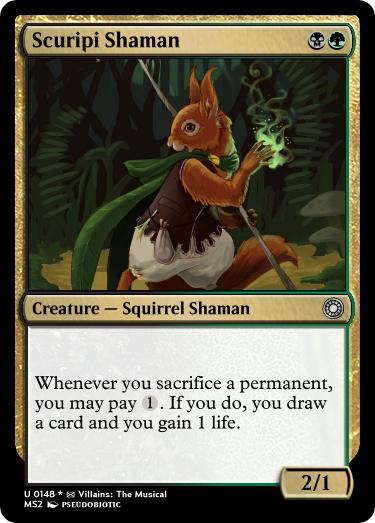 Scuripi Shaman
Creature — Squirrel Shaman
Whenever you sacrifice a permanent,
you may pay 1. If you do, you draw
a card and you gain 1 life.
2/1
U 0148 * Villains: The Musical
MS2 PSEUDOBIOTIC